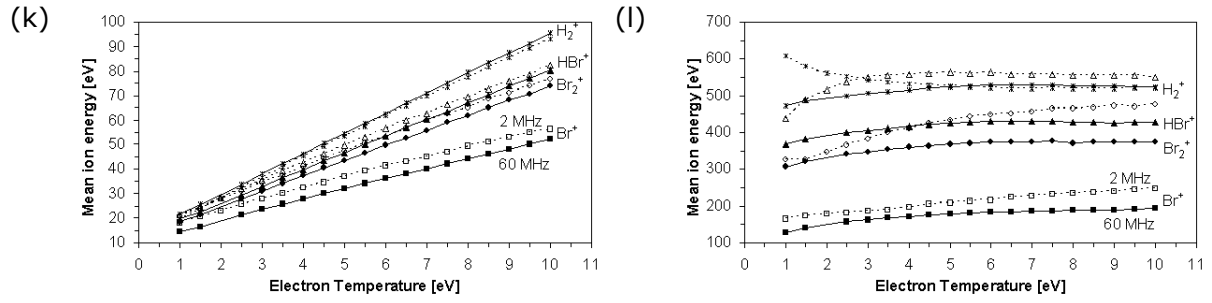 (k)
100
90
80
70
60
50
40
30
20
10
Mean ion energy [eV]
0 1 2 3 4 5 6 7 8 9 10 11
Electron Temperature [eV]
H₂⁺
HBr⁺
Br₂⁺
2 MHz
Br⁺
60 MHz
(l)
700
600
500
400
300
200
100
Mean ion energy [eV]
0 1 2 3 4 5 6 7 8 9 10 11
Electron Temperature [eV]
H₂⁺
HBr⁺
Br₂⁺
2 MHz
Br⁺
60 MHz